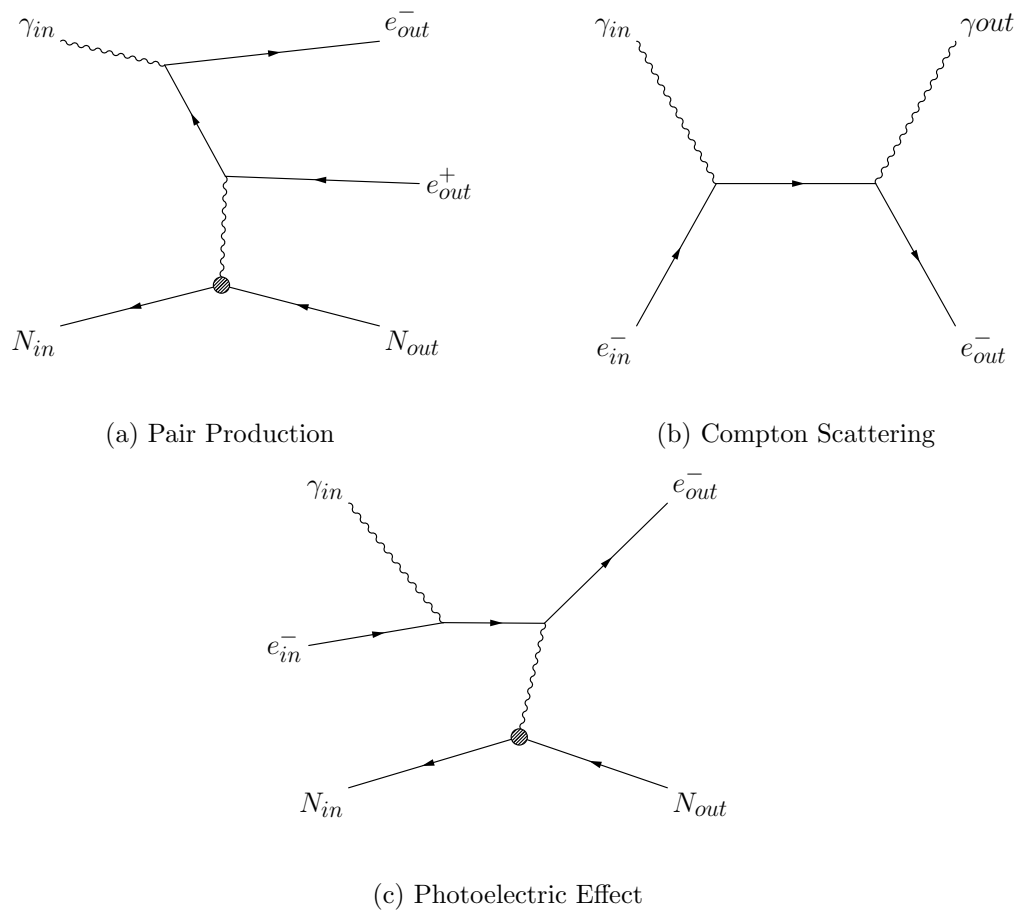 γin e−out γin γout
e+out
Nin Nout e−in e−out
(a) Pair Production (b) Compton Scattering
γin e−out
e−in
Nin Nout
(c) Photoelectric Effect